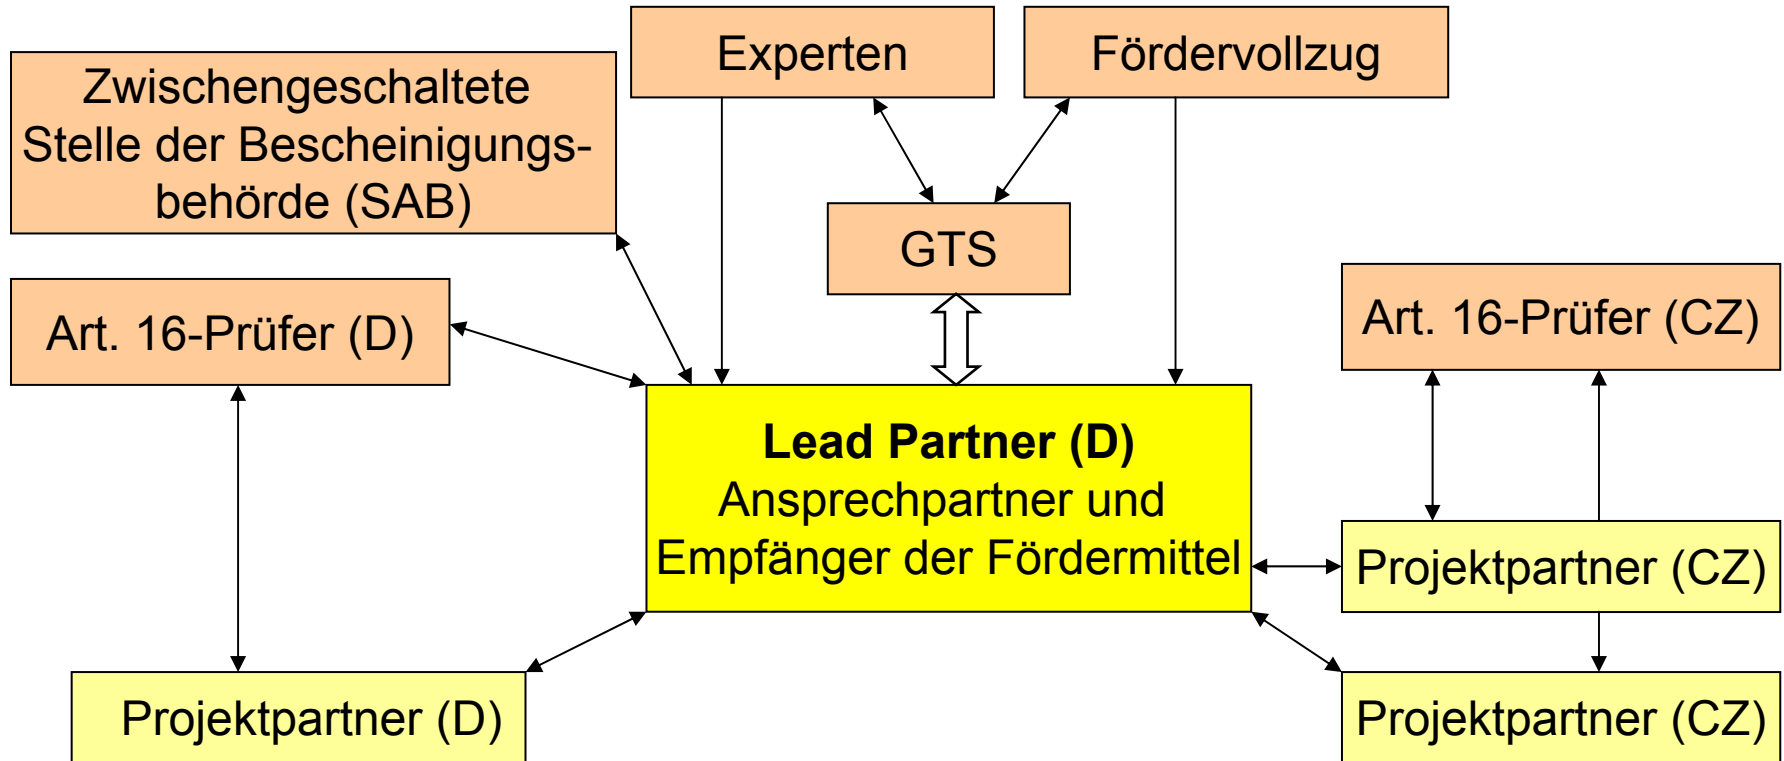 Experten
Fördervollzug
Zwischengeschaltete
Stelle der Bescheinigungs-
behörde (SAB)
GTS
Art. 16-Prüfer (D)
Art. 16-Prüfer (CZ)
Lead Partner (D)
Ansprechpartner und
Empfänger der Fördermittel
Projektpartner (CZ)
Projektpartner (D)
Projektpartner (CZ)